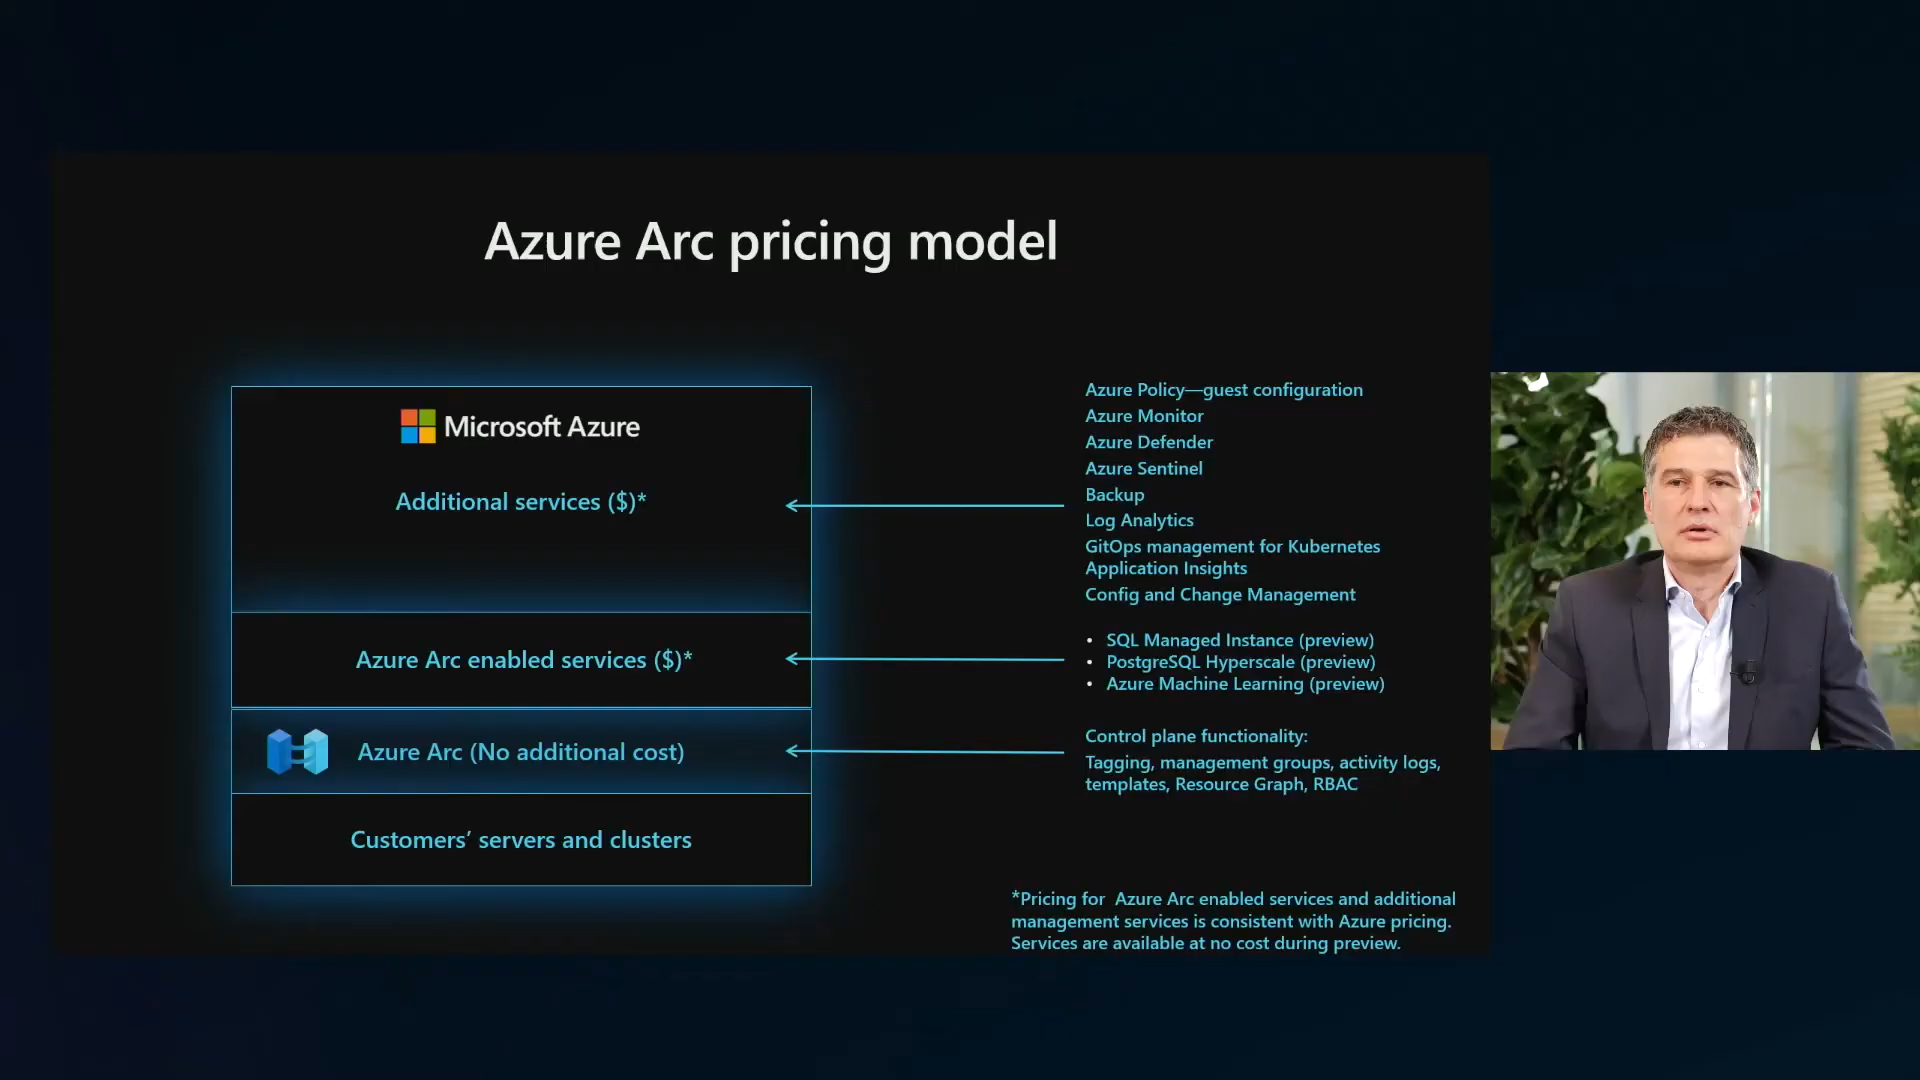 Azure Arc pricing model
Microsoft Azure
Additional services ($)*
Azure Arc enabled services ($)*
Azure Arc (No additional cost)
Customers’ servers and clusters
Azure Policy—guest configuration
Azure Monitor
Azure Defender
Azure Sentinel
Backup
Log Analytics
GitOps management for Kubernetes
Application Insights
Config and Change Management
• SQL Managed Instance (preview)
• PostgreSQL Hyperscale (preview)
• Azure Machine Learning (preview)
Control plane functionality:
Tagging, management groups, activity logs,
templates, Resource Graph, RBAC
*Pricing for  Azure Arc enabled services and additional
management services is consistent with Azure pricing.
Services are available at no cost during preview.